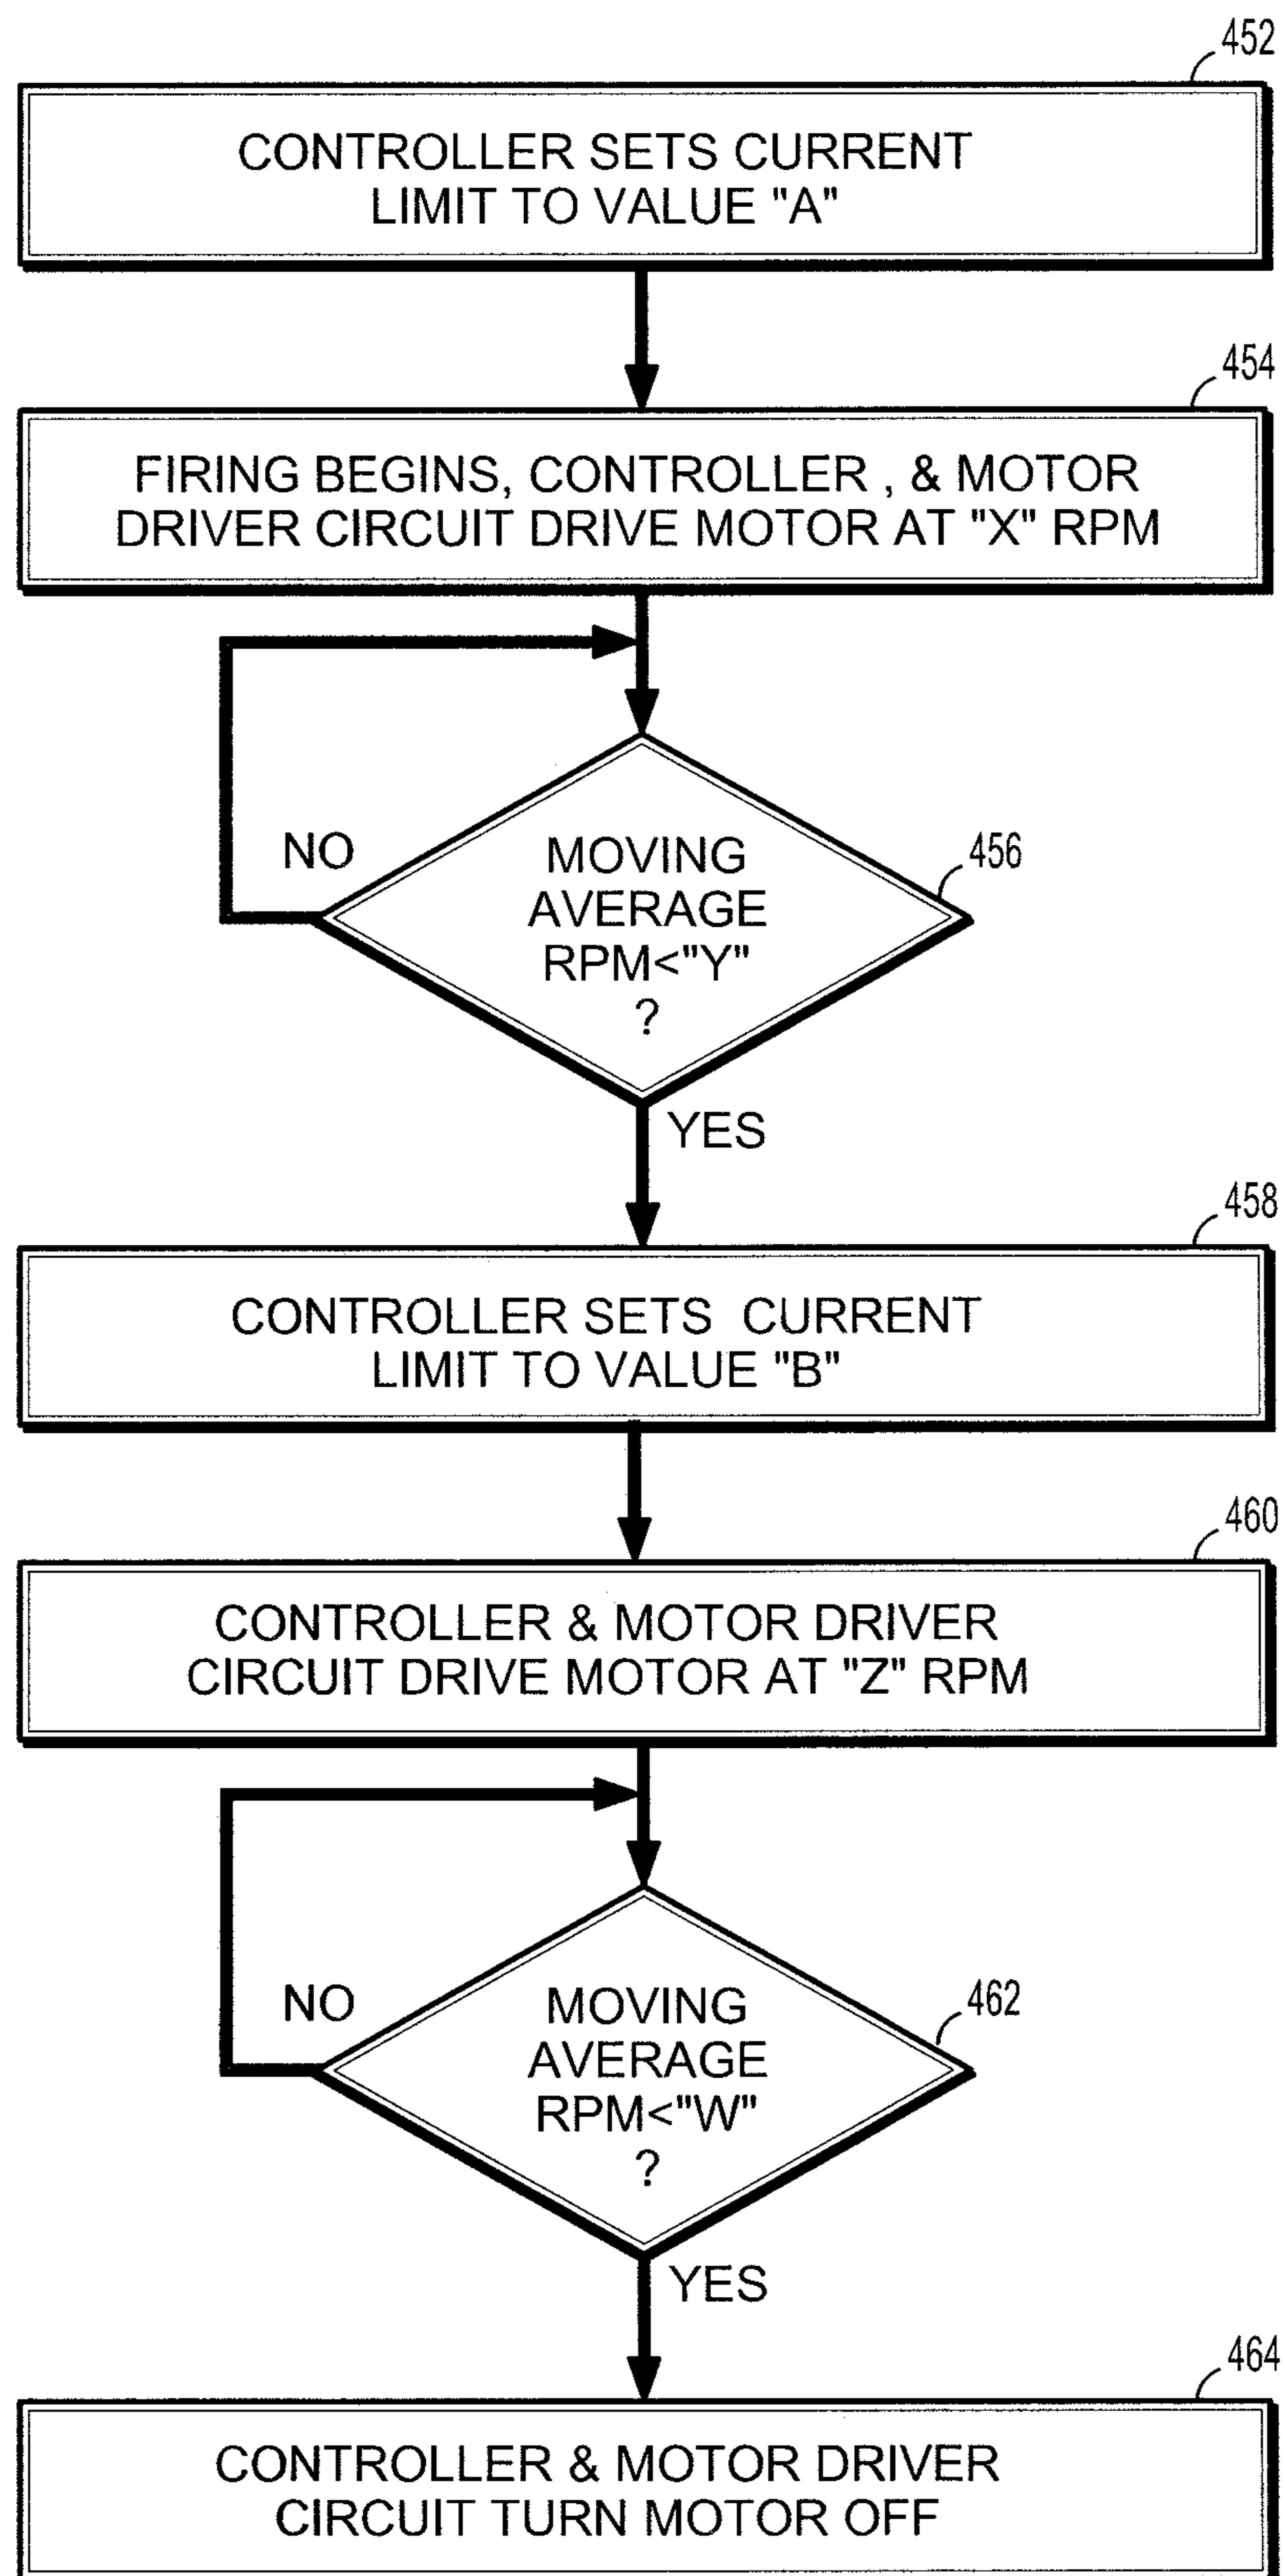 452
CONTROLLER SETS CURRENT
LIMIT TO VALUE "A"
454
FIRING BEGINS, CONTROLLER , & MOTOR
DRIVER CIRCUIT DRIVE MOTOR AT "X" RPM
NO
MOVING
AVERAGE
RPM<"Y"
?
456
YES
458
CONTROLLER SETS CURRENT
LIMIT TO VALUE "B"
460
CONTROLLER & MOTOR DRIVER
CIRCUIT DRIVE MOTOR AT "Z" RPM
NO
MOVING
AVERAGE
RPM<"W"
?
462
YES
464
CONTROLLER & MOTOR DRIVER
CIRCUIT TURN MOTOR OFF